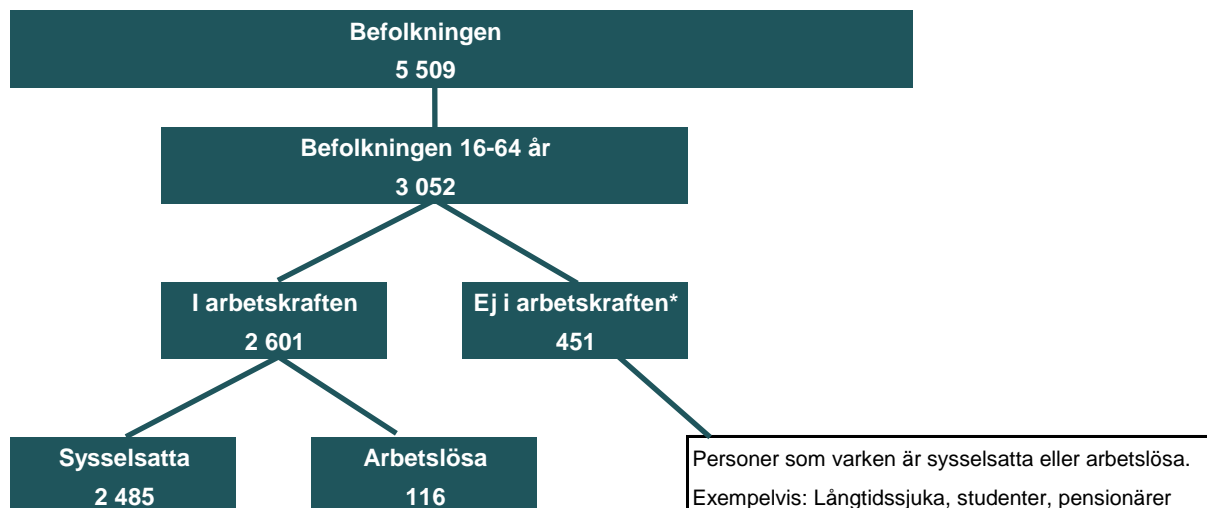 Befolkningen
5 509
Befolkningen 16-64 år
3 052
I arbetskraften
2 601
Ej i arbetskraften*
451
Sysselsatta
2 485
Arbetslösa
116
Personer som varken är sysselsatta eller arbetslösa.
Exempelvis: Långtidssjuka, studenter, pensionärer